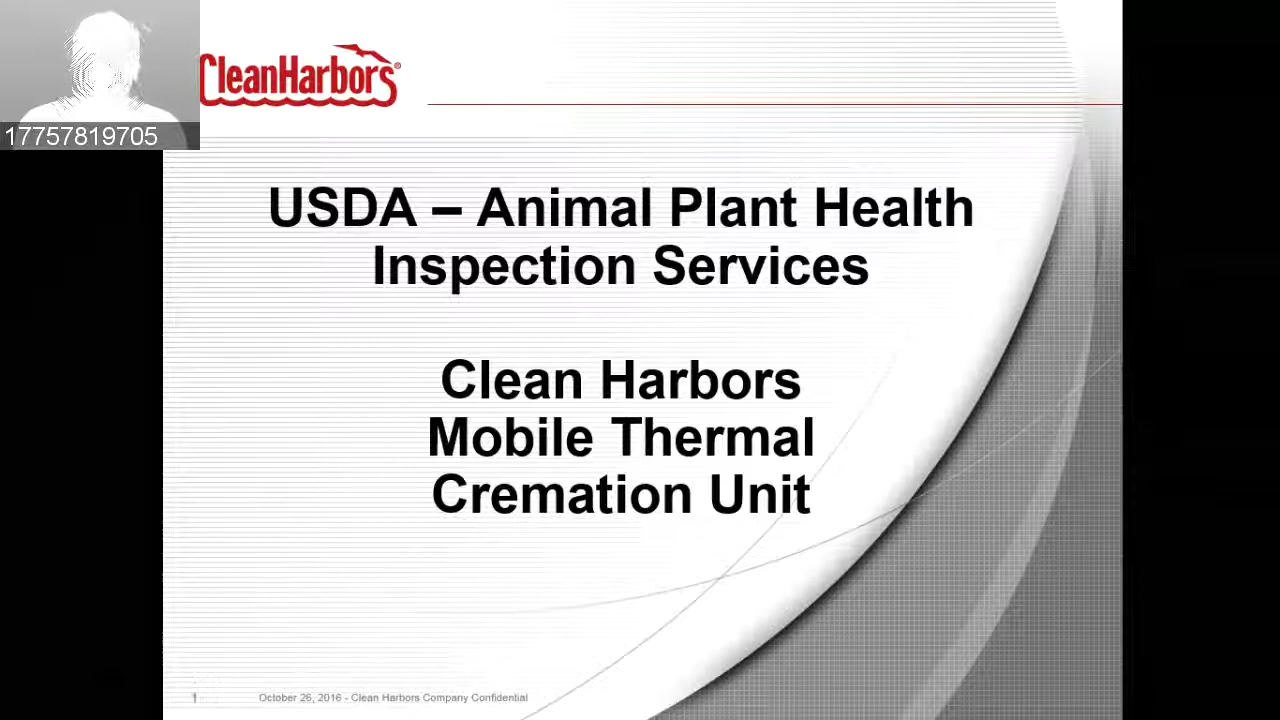 CleanHarbors®
17757819705
USDA – Animal Plant Health
Inspection Services
Clean Harbors
Mobile Thermal
Cremation Unit
1
October 26, 2016 - Clean Harbors Company Confidential